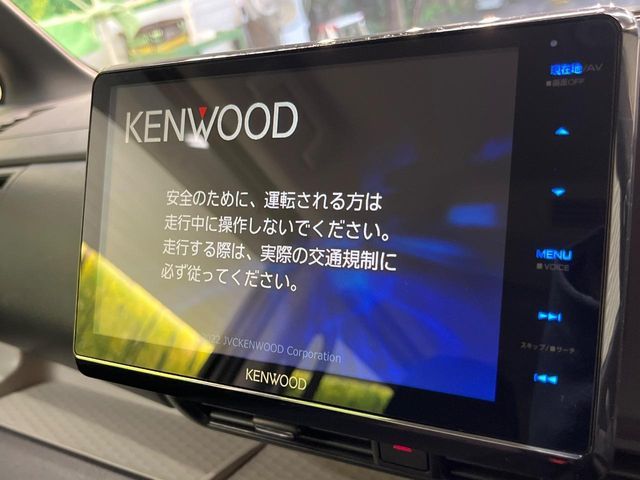 KENWOOD
安全のために、運転される方は
走行中に操作しないでください。
走行する際は、実際の交通規制に
必ず従ってください。
2022 JVCKENWOOD Corporation
KENWOOD
現在地/AV
■画面OFF
MENU
■VOICE
スキップ/■サーチ